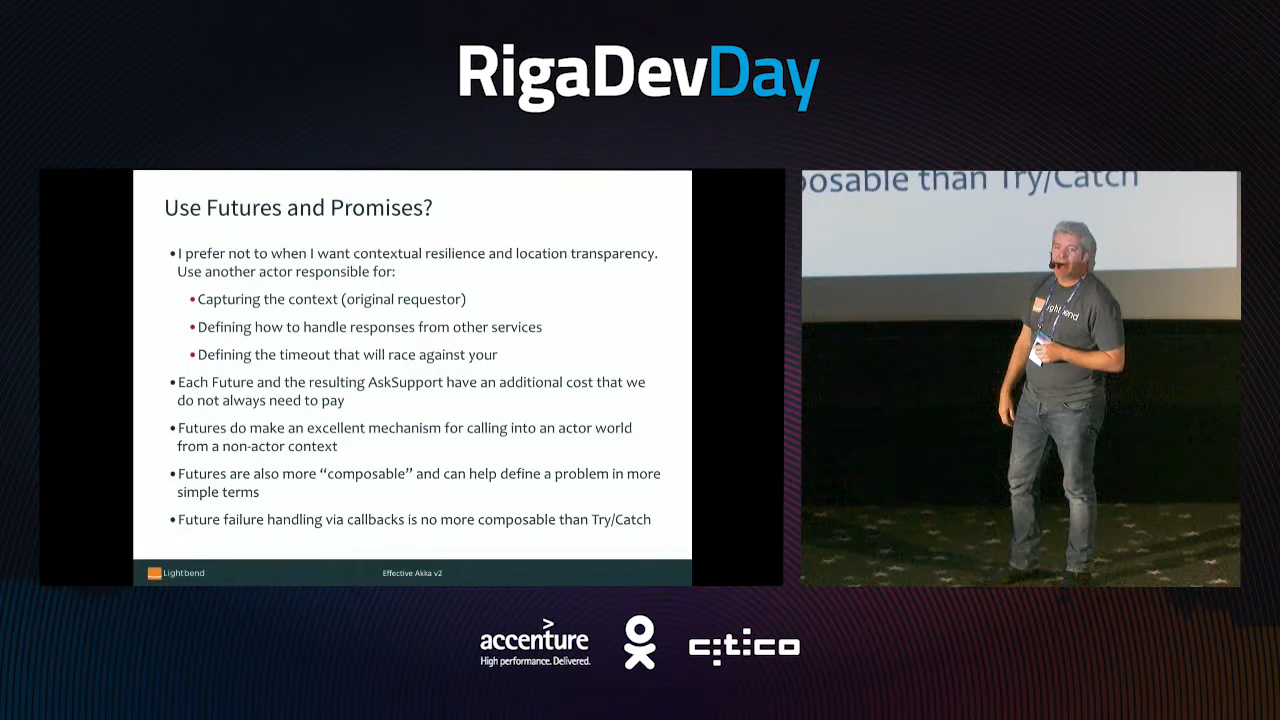 RigaDevDay
Use Futures and Promises?
•I prefer not to when I want contextual resilience and location transparency.
Use another actor responsible for:
•Capturing the context (original requestor)
•Defining how to handle responses from other services
•Defining the timeout that will race against your
•Each Future and the resulting AskSupport have an additional cost that we
do not always need to pay
•Futures do make an excellent mechanism for calling into an actor world
from a non-actor context
•Futures are also more “composable” and can help define a problem in more
simple terms
•Future failure handling via callbacks is no more composable than Try/Catch
Lightbend
Effective Akka v2
posable than Try/Catch
lightbend
accenture
High performance. Delivered.
citico